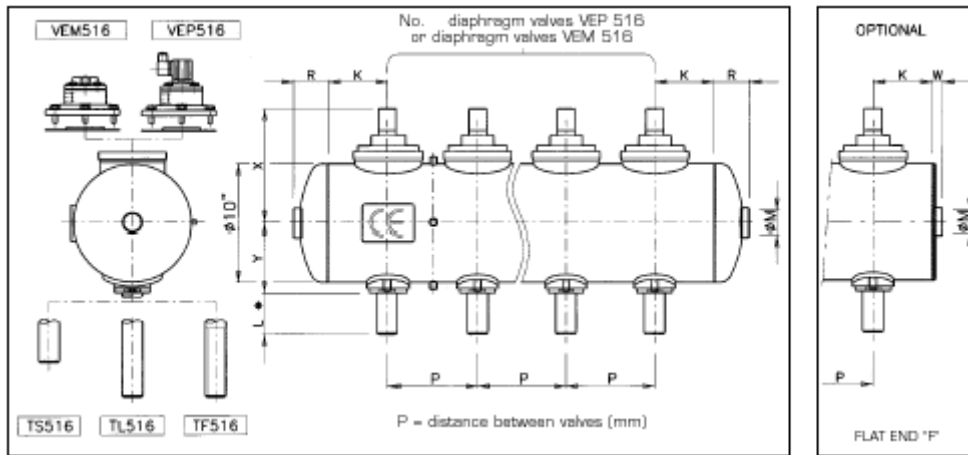 VEM516 VEP516
No. diaphragm valves VEP 516
or diaphragm valves VEM 516
R K K R
X
ø10"
Y
L *
CE
øM
P P P
TS516 TL516 TF516
P = distance between valves (mm)
OPTIONAL
K W
øM
P
FLAT END "F"